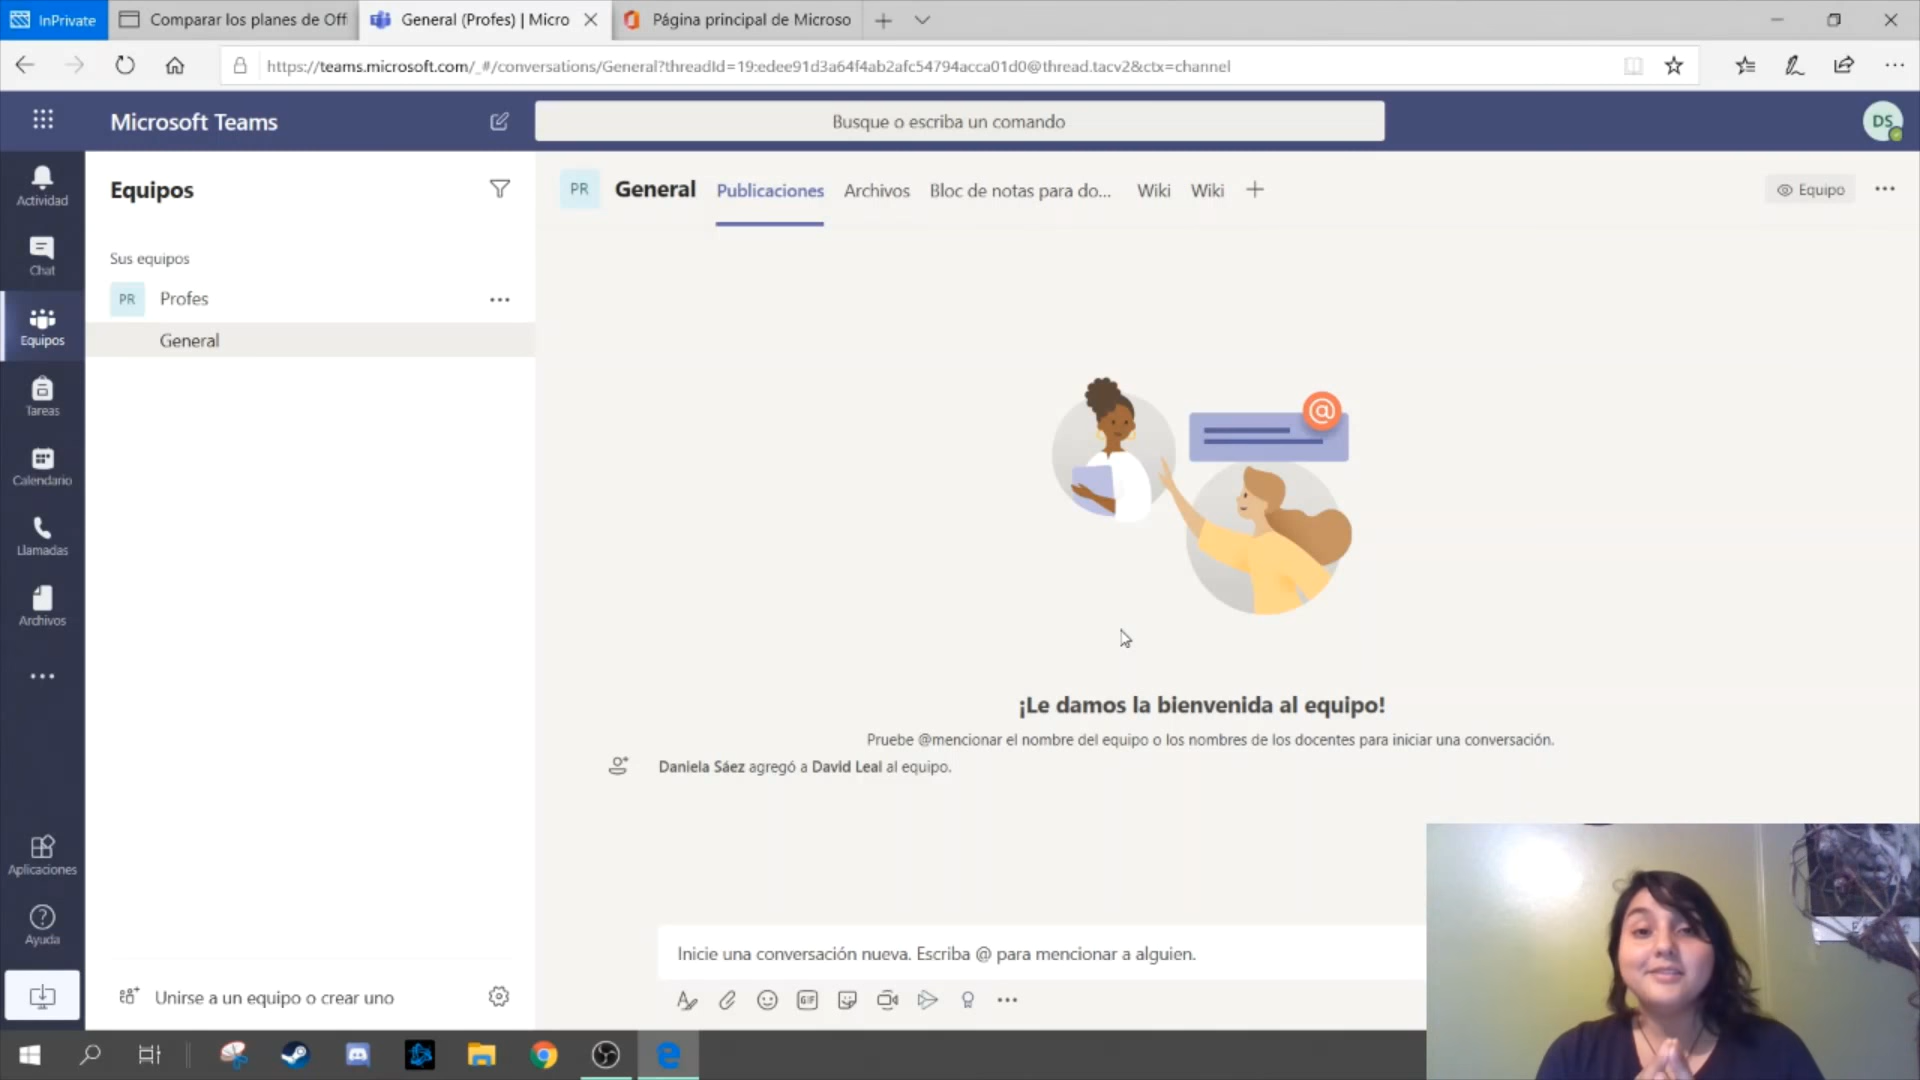 InPrivate
Comparar los planes de Off
General (Profes) | Micro
Página principal de Microso
https://teams.microsoft.com/_#/conversations/General?threadId=19:edee91d3a64f4ab2afc54794acca01d0@thread.tacv2&ctx=channel
Microsoft Teams
Busque o escriba un comando
DS
Actividad
Chat
Equipos
Tareas
Calendario
Llamadas
Archivos
Aplicaciones
Ayuda
Equipos
Sus equipos
PR Profes
General
Unirse a un equipo o crear uno
PR General Publicaciones Archivos Bloc de notas para do... Wiki Wiki
Equipo
@
¡Le damos la bienvenida al equipo!
Pruebe @mencionar el nombre del equipo o los nombres de los docentes para iniciar una conversación.
Daniela Sáez agregó a David Leal al equipo.
Inicie una conversación nueva. Escriba @ para mencionar a alguien.
GIF